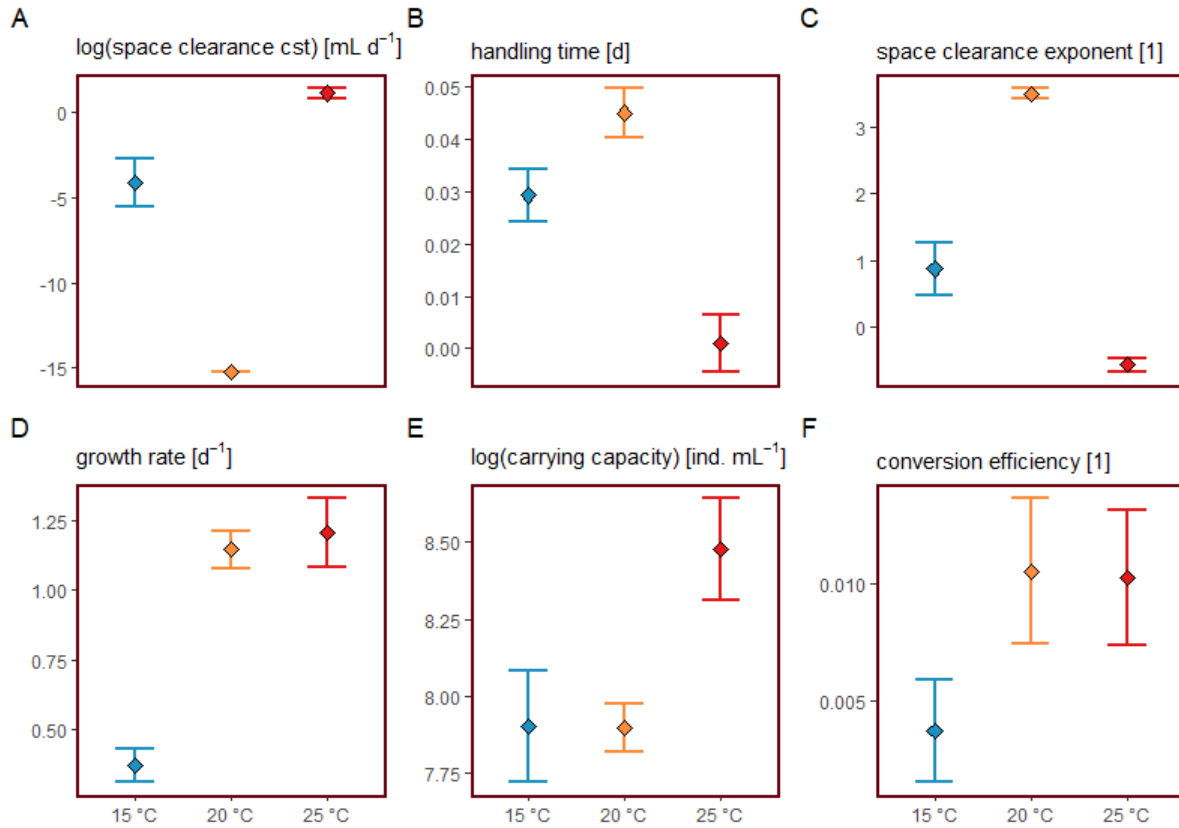 A
log(space clearance cst) [mL d⁻¹]
0
-5
-10
-15
B
handling time [d]
0.05
0.04
0.03
0.02
0.01
0.00
C
space clearance exponent [1]
3
2
1
0
D
growth rate [d⁻¹]
1.25
1.00
0.75
0.50
15 °C 20 °C 25 °C
E
log(carrying capacity) [ind. mL⁻¹]
8.50
8.25
8.00
7.75
15 °C 20 °C 25 °C
F
conversion efficiency [1]
0.010
0.005
15 °C 20 °C 25 °C